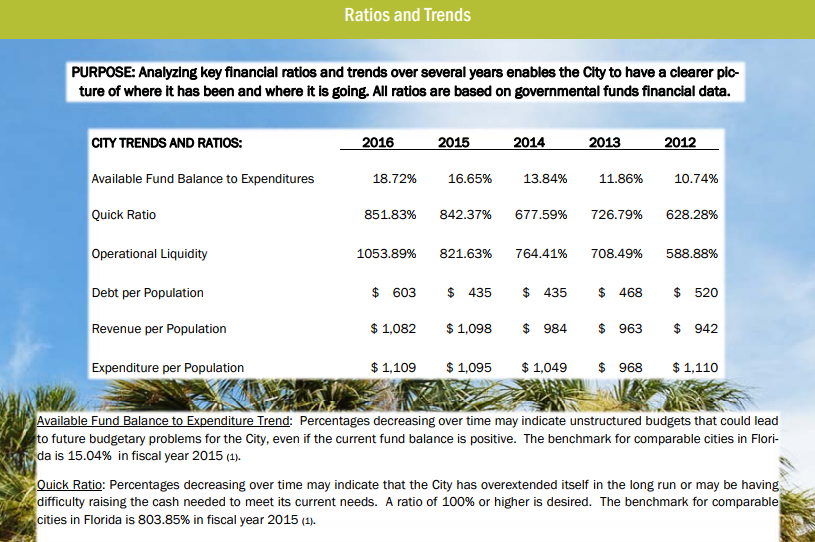 Ratios and Trends
PURPOSE: Analyzing key financial ratios and trends over several years enables the City to have a clearer pic-
ture of where it has been and where it is going. All ratios are based on governmental funds financial data.
CITY TRENDS AND RATIOS: 2016 2015 2014 2013 2012
Available Fund Balance to Expenditures 18.72% 16.65% 13.84% 11.86% 10.74%
Quick Ratio 851.83% 842.37% 677.59% 726.79% 628.28%
Operational Liquidity 1053.89% 821.63% 764.41% 708.49% 588.88%
Debt per Population $ 603 $ 435 $ 435 $ 468 $ 520
Revenue per Population $ 1,082 $ 1,098 $ 984 $ 963 $ 942
Expenditure per Population $ 1,109 $ 1,095 $ 1,049 $ 968 $ 1,110
Available Fund Balance to Expenditure Trend: Percentages decreasing over time may indicate unstructured budgets that could lead
to future budgetary problems for the City, even if the current fund balance is positive. The benchmark for comparable cities in Flori-
da is 15.04% in fiscal year 2015 (1).
Quick Ratio: Percentages decreasing over time may indicate that the City has overextended itself in the long run or may be having
difficulty raising the cash needed to meet its current needs. A ratio of 100% or higher is desired. The benchmark for comparable
cities in Florida is 803.85% in fiscal year 2015 (1).